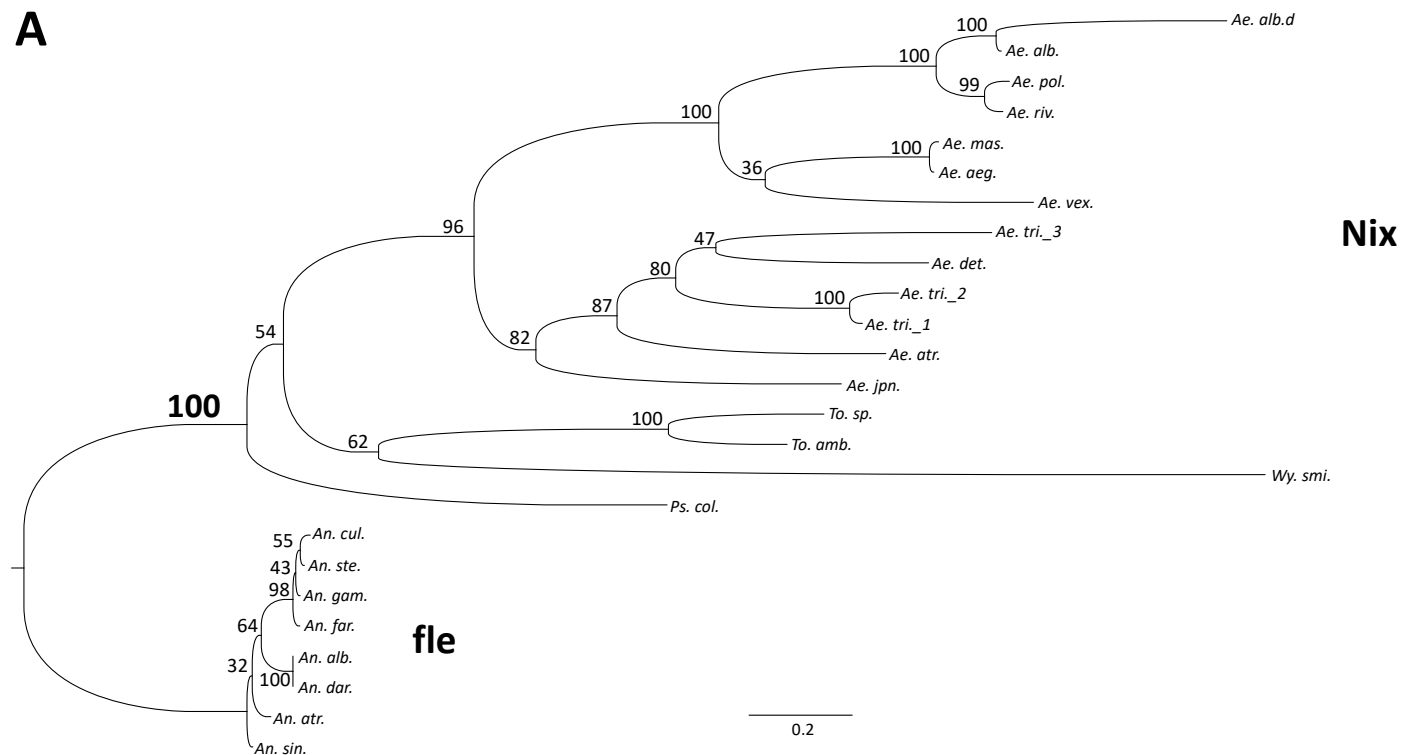 A
100
Ae. alb.d
100
Ae. alb.
99
Ae. pol.
Ae. riv.
100
100
Ae. mas.
Ae. aeg.
36
Ae. vex.
96
47
Ae. tri._3
Nix
Ae. det.
80
100
Ae. tri._2
87
Ae. tri._1
54
82
Ae. atr.
Ae. jpn.
100
100
To. sp.
62
To. amb.
Wy. smi.
Ps. col.
55
An. cul.
43
An. ste.
98
An. gam.
64
An. far.
fle
32
An. alb.
100
An. dar.
An. atr.
0.2
An. sin.